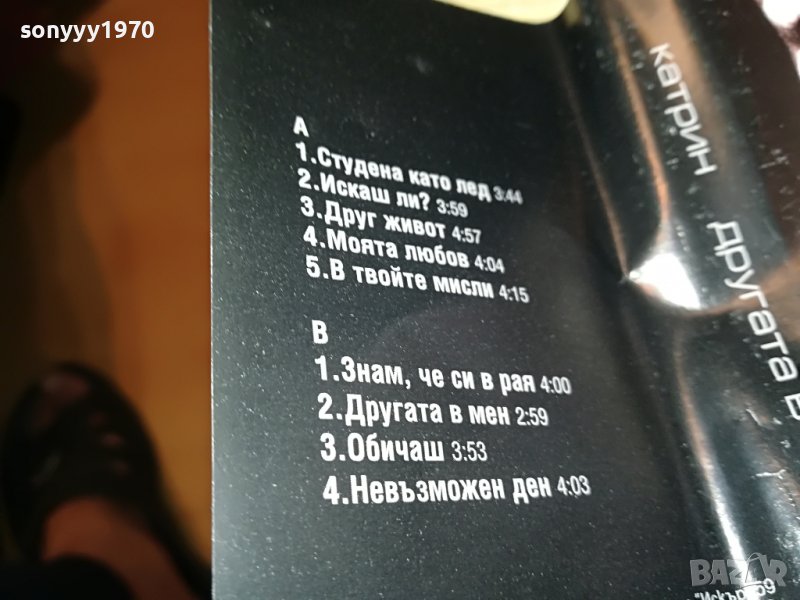 sonyyy1970
A
1.Студена като лед 3:44
2.Искаш ли? 3:59
3.Друг живот 4:57
4.Моята любов 4:04
5.В твойте мисли 4:15
B
1.Знам, че си в рая 4:00
2.Другата в мен 2:59
3.Обичаш 3:53
4.Невъзможен ден 4:03
катрин другата в
BAZAR